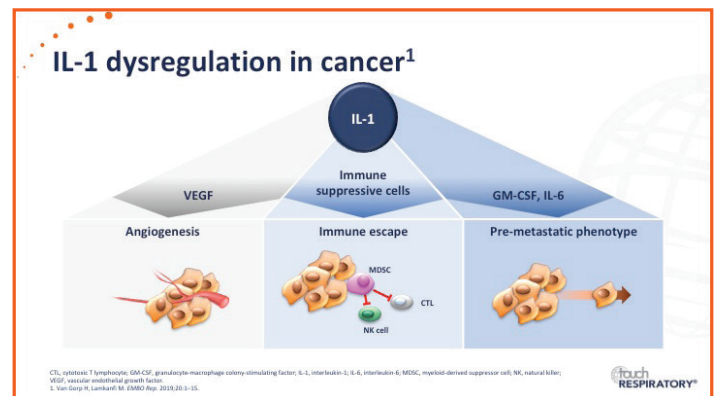 IL-1 dysregulation in cancer1
IL-1
VEGF
Immune
suppressive cells
GM-CSF, IL-6
Angiogenesis
Immune escape
Pre-metastatic phenotype
MDSC
CTL
NK cell
CTL, cytotoxic T lymphocyte; GM-CSF, granulocyte-macrophage colony-stimulating factor; IL-1, interleukin-1; IL-6, interleukin-6; MDSC, myeloid-derived suppressor cell; NK, natural killer;
VEGF, vascular endothelial growth factor.
1. Van Gorp H, Lamkanfi M. EMBO Rep. 2019;20:1–15.
touch
RESPIRATORY®